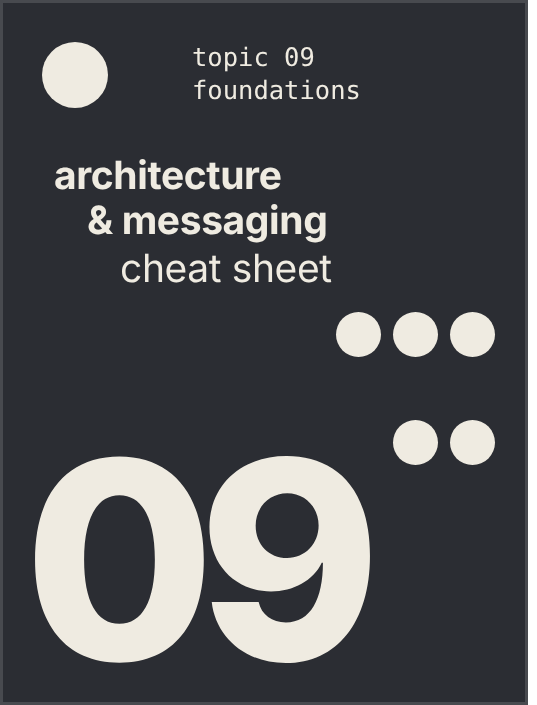 topic 09
foundations
architecture
& messaging
cheat sheet
09